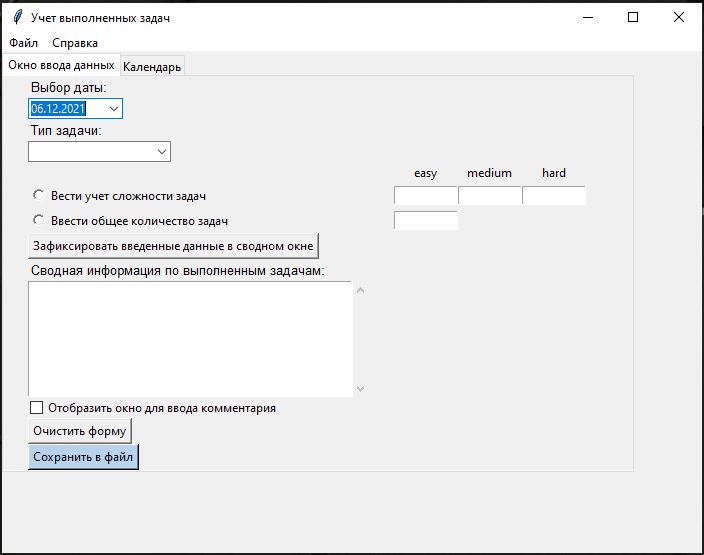 Учет выполненных задач
Файл Справка
Окно ввода данных Календарь
Выбор даты:
06.12.2021
Тип задачи:
easy medium hard
Вести учет сложности задач
Ввести общее количество задач
Зафиксировать введенные данные в сводном окне
Сводная информация по выполненным задачам:
Отобразить окно для ввода комментария
Очистить форму
Сохранить в файл